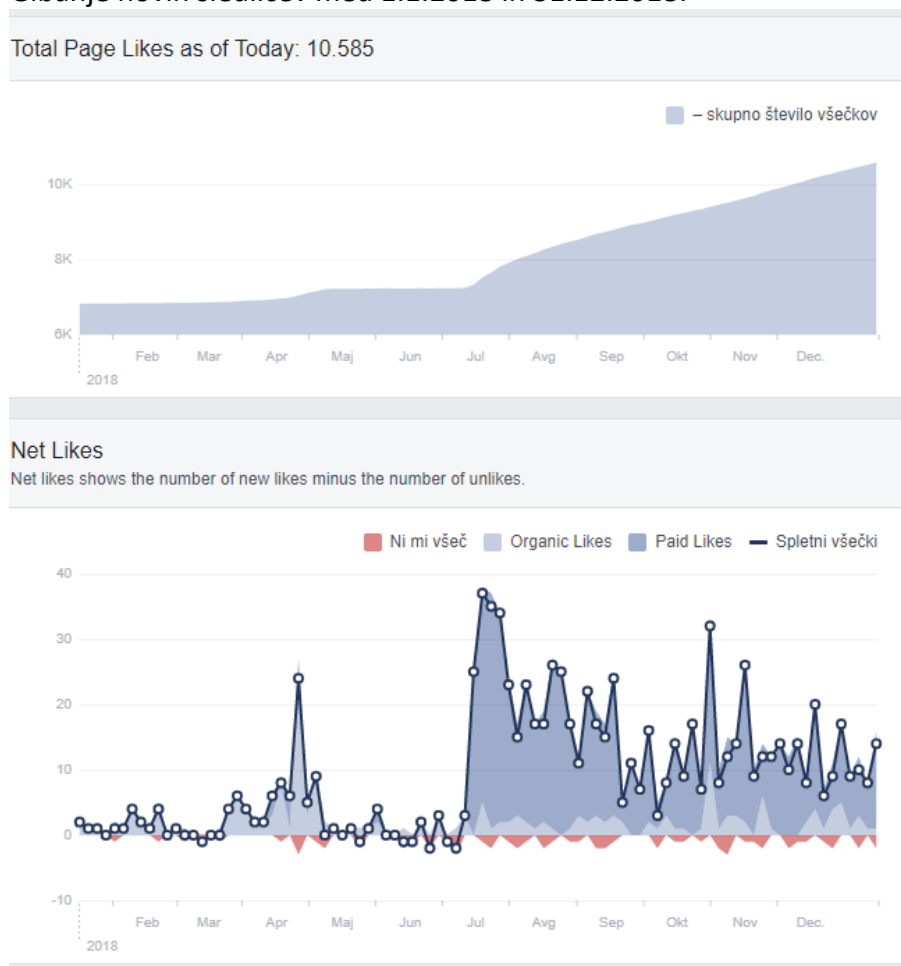 Total Page Likes as of Today: 10.585
– skupno število všečkov
10K
8K
6K
Feb Mar Apr Maj Jun Jul Avg Sep Okt Nov Dec.
2018
Net Likes
Net likes shows the number of new likes minus the number of unlikes.
Ni mi všeč Organic Likes Paid Likes Spletni všečki
40
30
20
10
0
-10
Feb Mar Apr Maj Jun Jul Avg Sep Okt Nov Dec.
2018